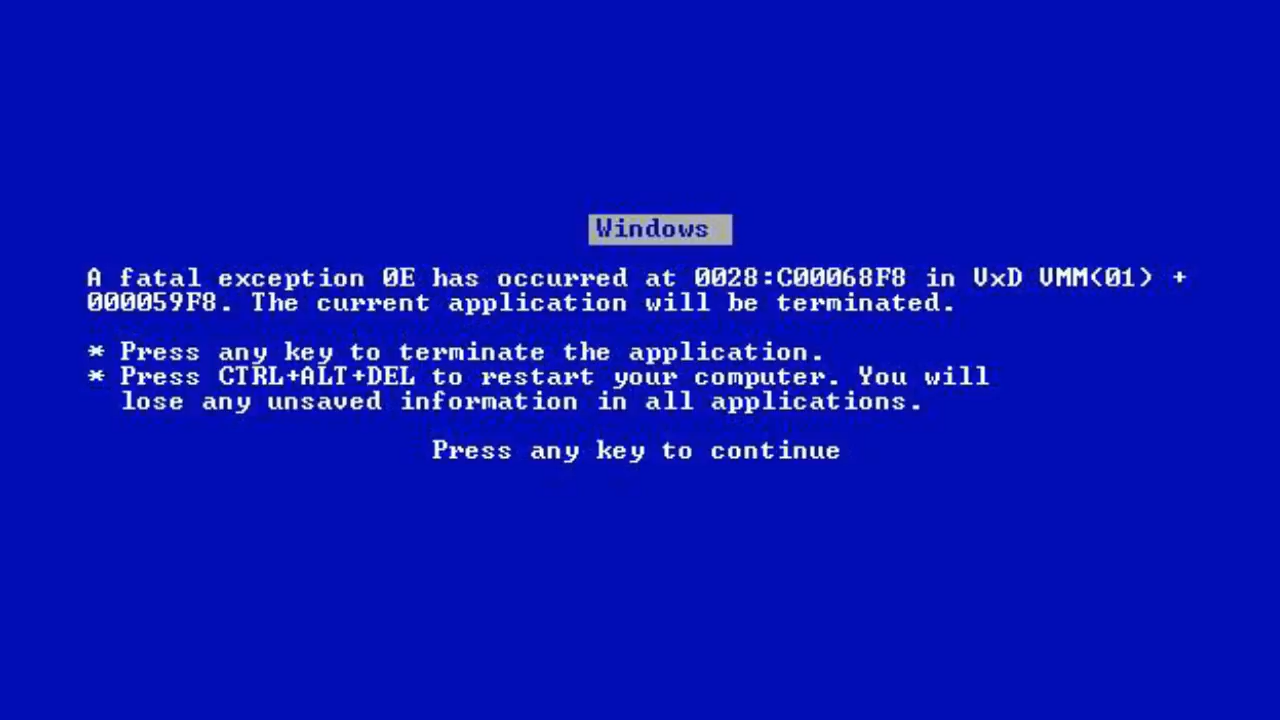 Windows
A fatal exception 0E has occurred at 0028:C00068F8 in VxD VMM(01) +
000059F8. The current application will be terminated.
* Press any key to terminate the application.
* Press CTRL+ALT+DEL to restart your computer. You will
lose any unsaved information in all applications.
Press any key to continue